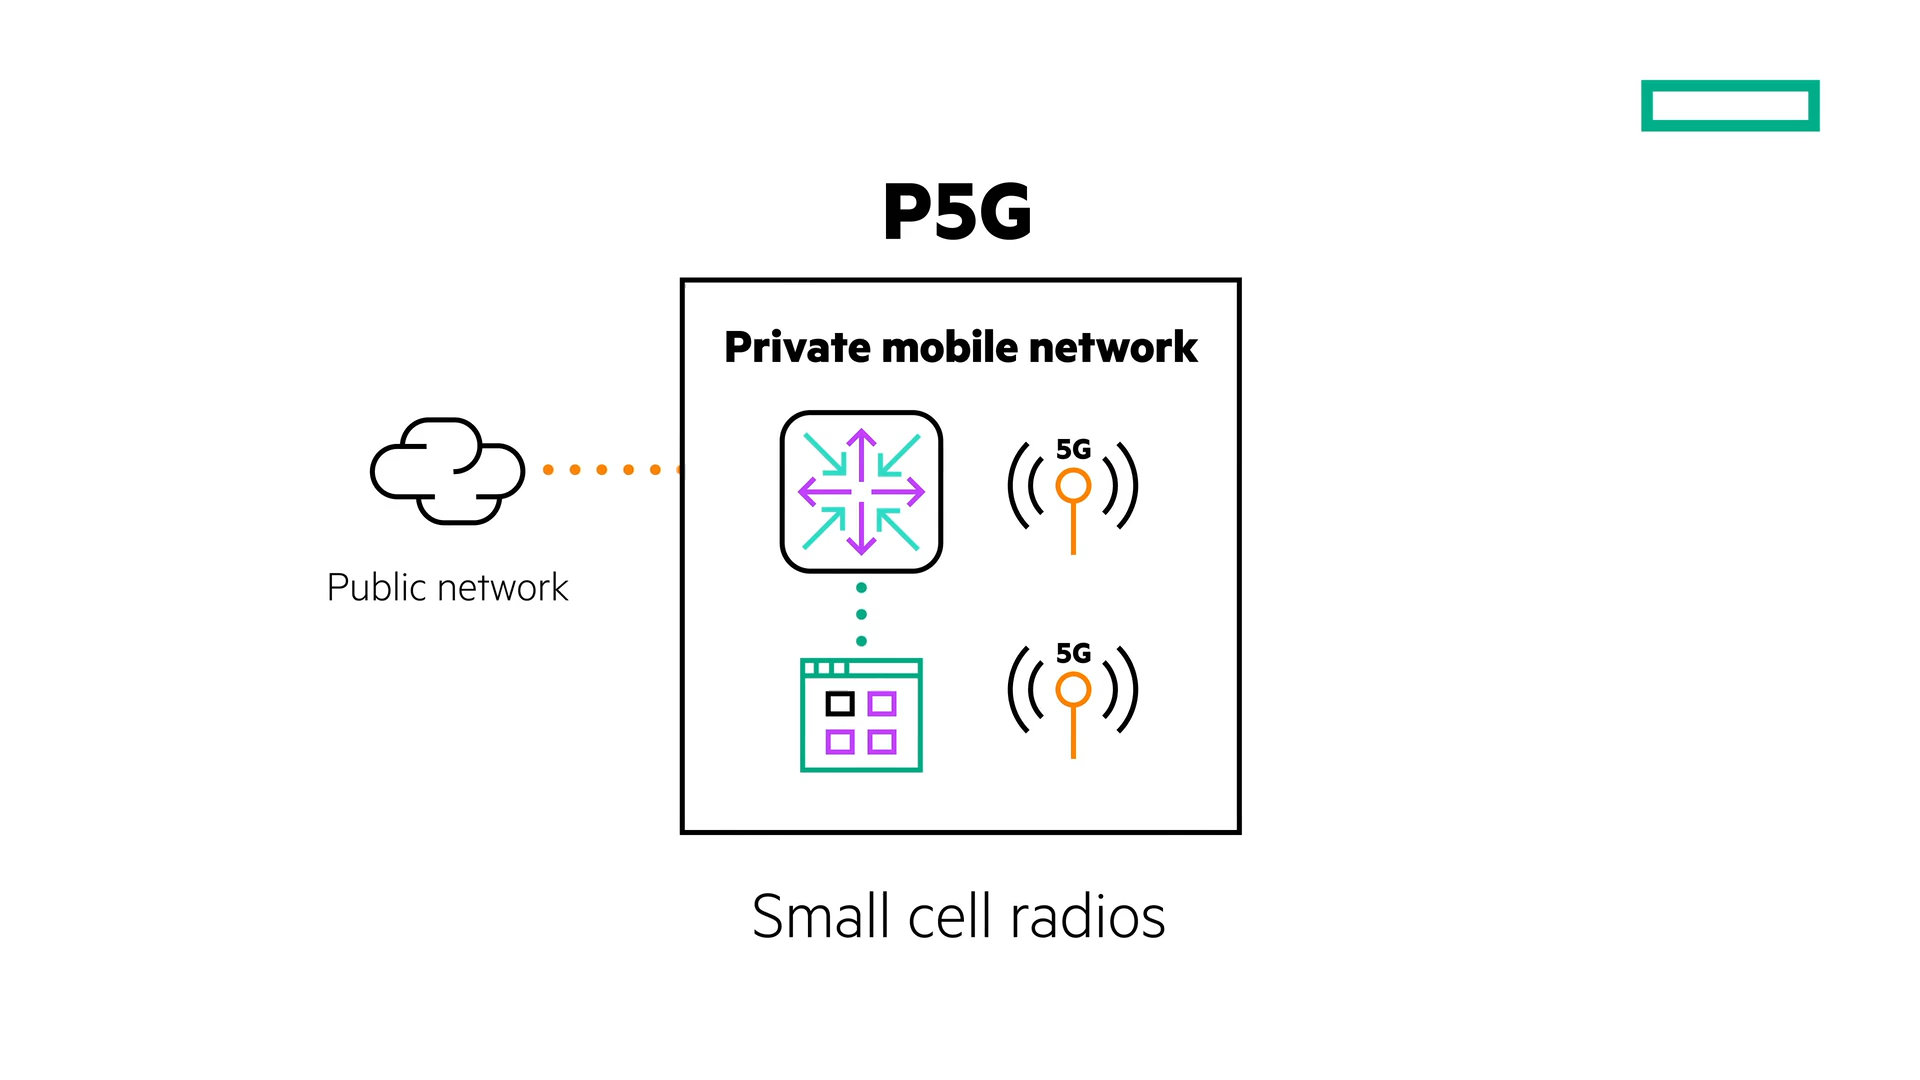 P5G
Private mobile network
5G
Public network
5G
Small cell radios